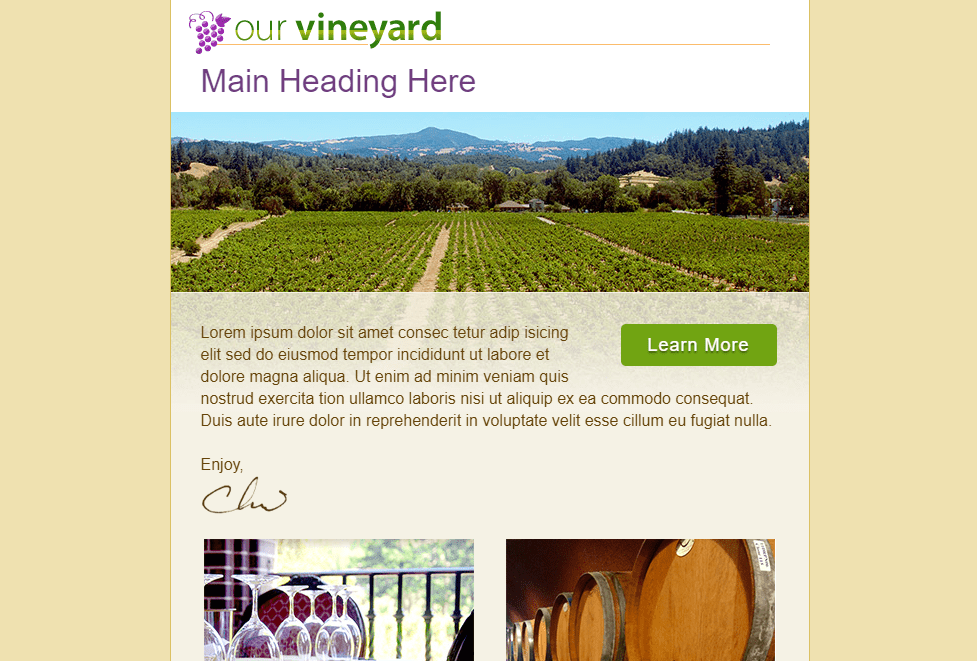 our vineyard
Main Heading Here
Lorem ipsum dolor sit amet consec tetur adip isicing
elit sed do eiusmod tempor incididunt ut labore et
dolore magna aliqua. Ut enim ad minim veniam quis
nostrud exercita tion ullamco laboris nisi ut aliquip ex ea commodo consequat.
Duis aute irure dolor in reprehenderit in voluptate velit esse cillum eu fugiat nulla.
Learn More
Enjoy,